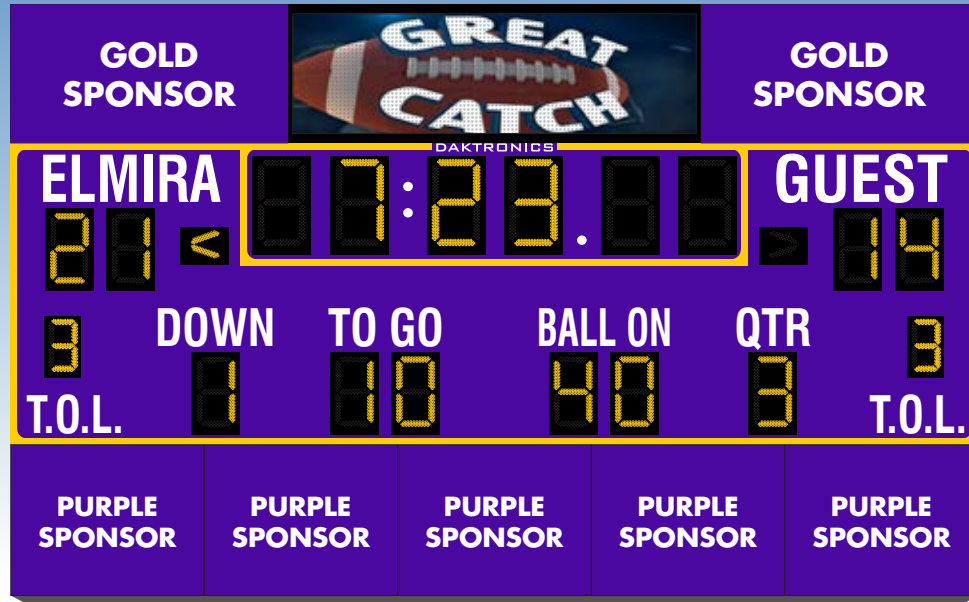 GOLD
SPONSOR
GREAT
CATCH
GOLD
SPONSOR
DAKTRONICS
ELMIRA
7:23.
GUEST
21 <
> 14
DOWN
TO GO
BALL ON
QTR
3
1
10
40
3
3
T.O.L.
T.O.L.
PURPLE
SPONSOR
PURPLE
SPONSOR
PURPLE
SPONSOR
PURPLE
SPONSOR
PURPLE
SPONSOR